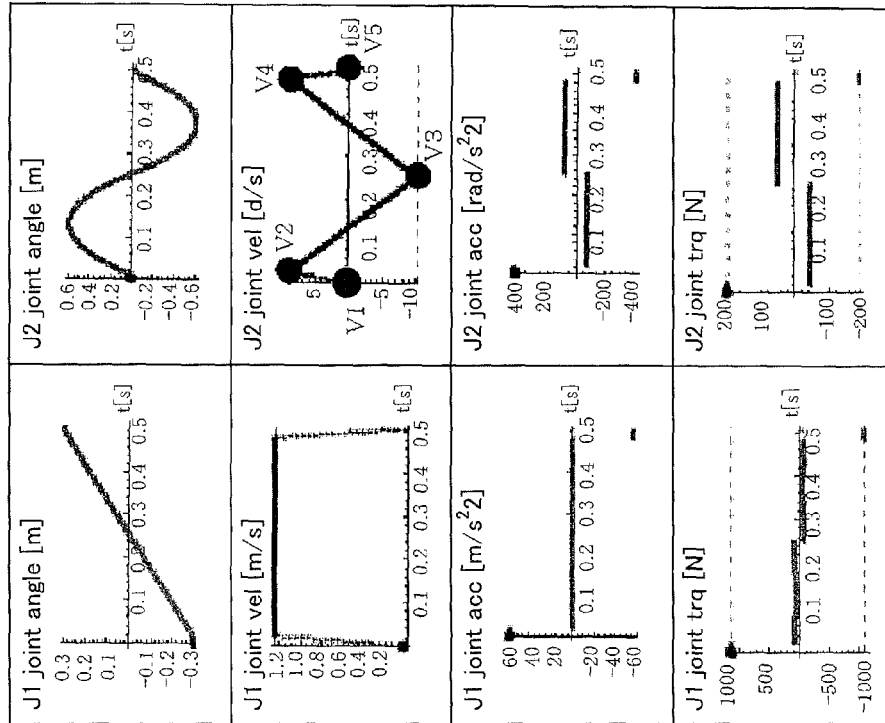 J1 joint angle [m]
0.3
0.2
0.1
-0.1
-0.2
-0.3
0.1 0.2 0.3 0.4 0.5
t[s]
J2 joint angle [m]
0.6
0.4
0.2
-0.2
-0.4
-0.6
0.1 0.2 0.3 0.4 0.5
t[s]
J1 joint vel [m/s]
1.2
1.0
0.8
0.6
0.4
0.2
0.1 0.2 0.3 0.4 0.5
t[s]
J2 joint vel [d/s]
V2
V4
5
V1
-5
-10
0.1 0.2 0.3 0.4 0.5
t[s]
V5
V3
J1 joint acc [m/s^2]
60
40
20
-20
-40
-60
0.1 0.2 0.3 0.4 0.5
t[s]
J2 joint acc [rad/s^2]
400
200
-200
-400
0.1 0.2 0.3 0.4 0.5
t[s]
J1 joint trq [N]
1000
500
-500
-1000
0.1 0.2 0.3 0.4 0.5
t[s]
J2 joint trq [N]
200
100
-100
-200
0.1 0.2 0.3 0.4 0.5
t[s]